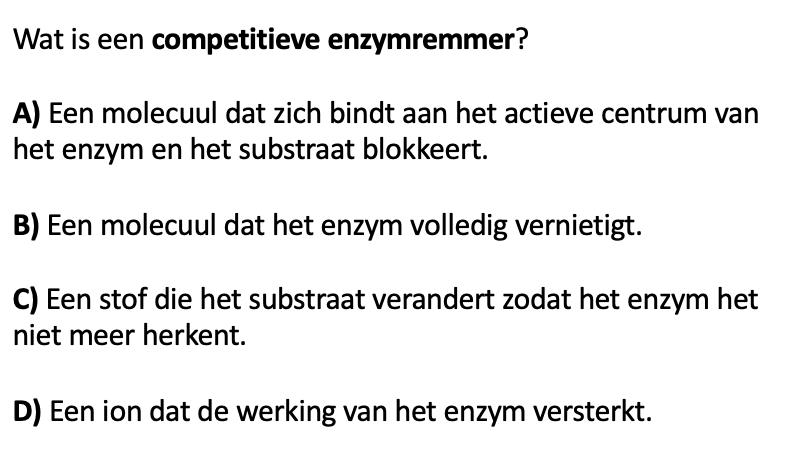 Wat is een competitieve enzymremmer?
A) Een molecuul dat zich bindt aan het actieve centrum van
het enzym en het substraat blokkeert.
B) Een molecuul dat het enzym volledig vernietigt.
C) Een stof die het substraat verandert zodat het enzym het
niet meer herkent.
D) Een ion dat de werking van het enzym versterkt.